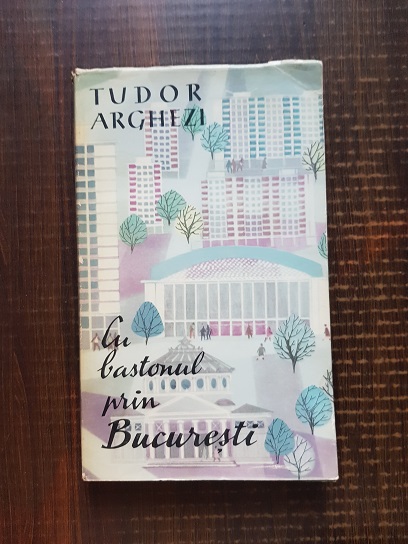 TUDOR
ARGHEZI
Cu
bastonul
prin
București